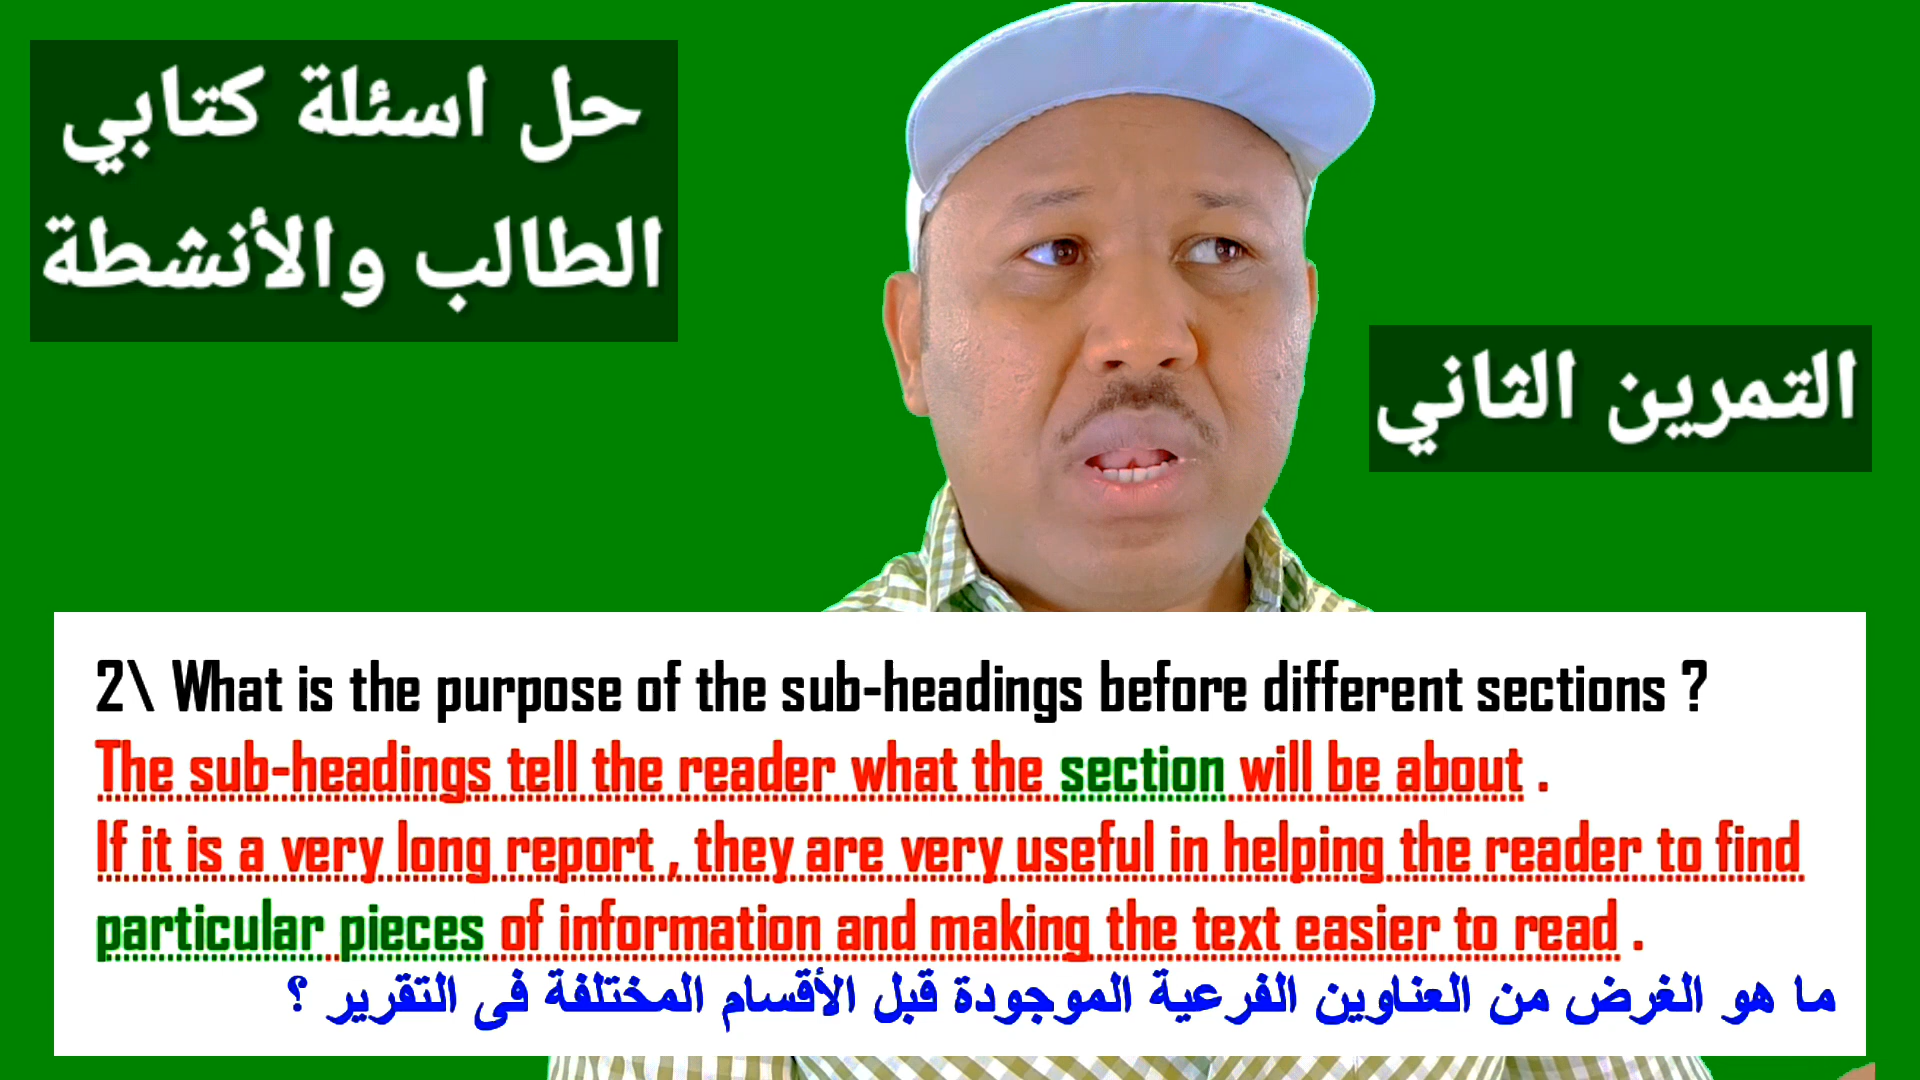 حل اسئلة كتابي
الطالب والأنشطة
التمرين الثاني
2\ What is the purpose of the sub-headings before different sections ?
The sub-headings tell the reader what the section will be about .
If it is a very long report , they are very useful in helping the reader to find
particular pieces of information and making the text easier to read .
ما هو الغرض من العناوين الفرعية الموجودة قبل الأقسام المختلفة فى التقرير ؟